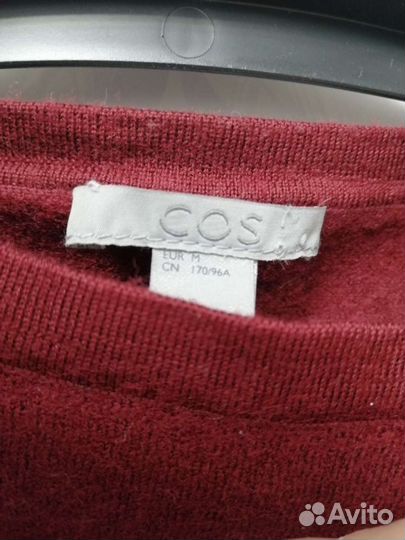 COS
EUR M
CN 170/96A
Avito